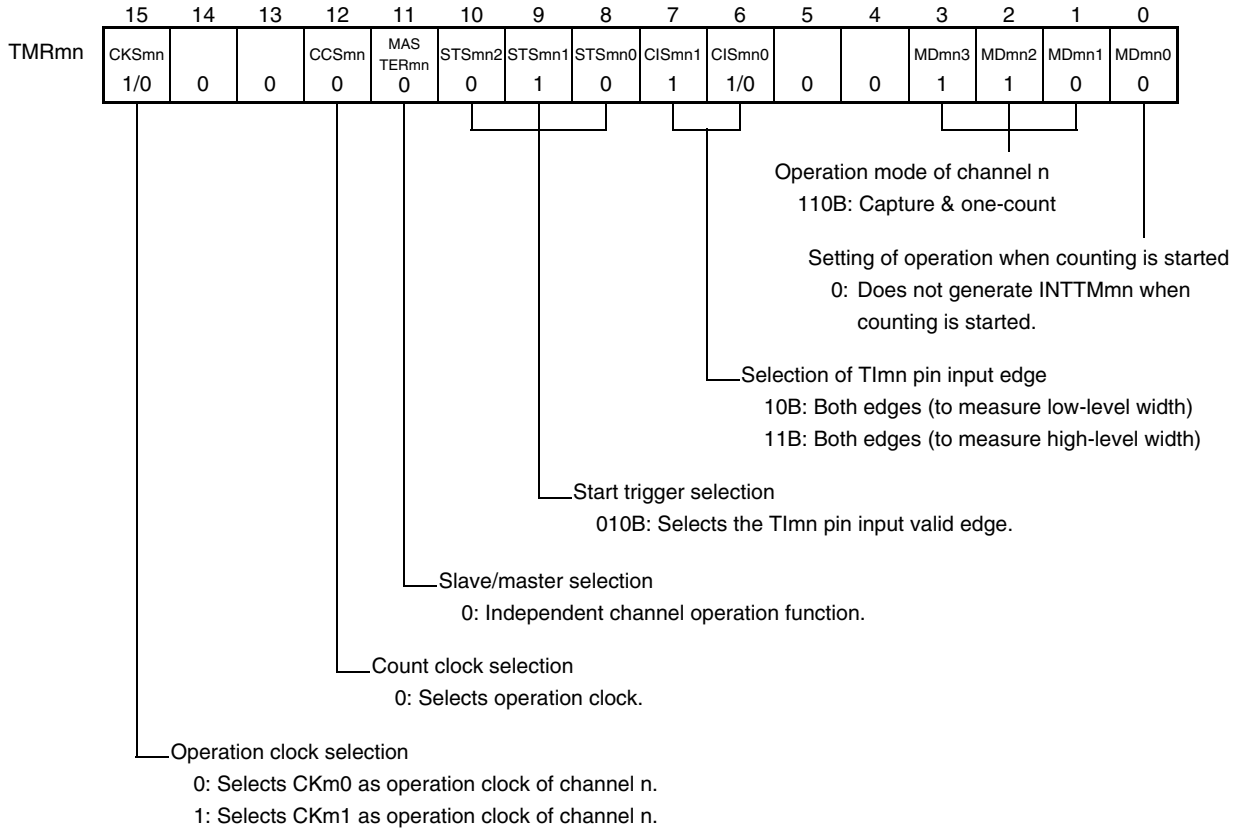 15 14 13 12 11 10 9 8 7 6 5 4 3 2 1 0
TMRmn
CKSmn CCSmn MAS TERmn STSmn2 STSmn1 STSmn0 CISmn1 CISmn0 MDmn3 MDmn2 MDmn1 MDmn0
1/0 0 0 0 0 0 1 0 1 1/0 0 0 1 1 0 0
Operation mode of channel n
110B: Capture & one-count
Setting of operation when counting is started
0: Does not generate INTTMmn when
counting is started.
Selection of TImn pin input edge
10B: Both edges (to measure low-level width)
11B: Both edges (to measure high-level width)
Start trigger selection
010B: Selects the TImn pin input valid edge.
Slave/master selection
0: Independent channel operation function.
Count clock selection
0: Selects operation clock.
Operation clock selection
0: Selects CKm0 as operation clock of channel n.
1: Selects CKm1 as operation clock of channel n.